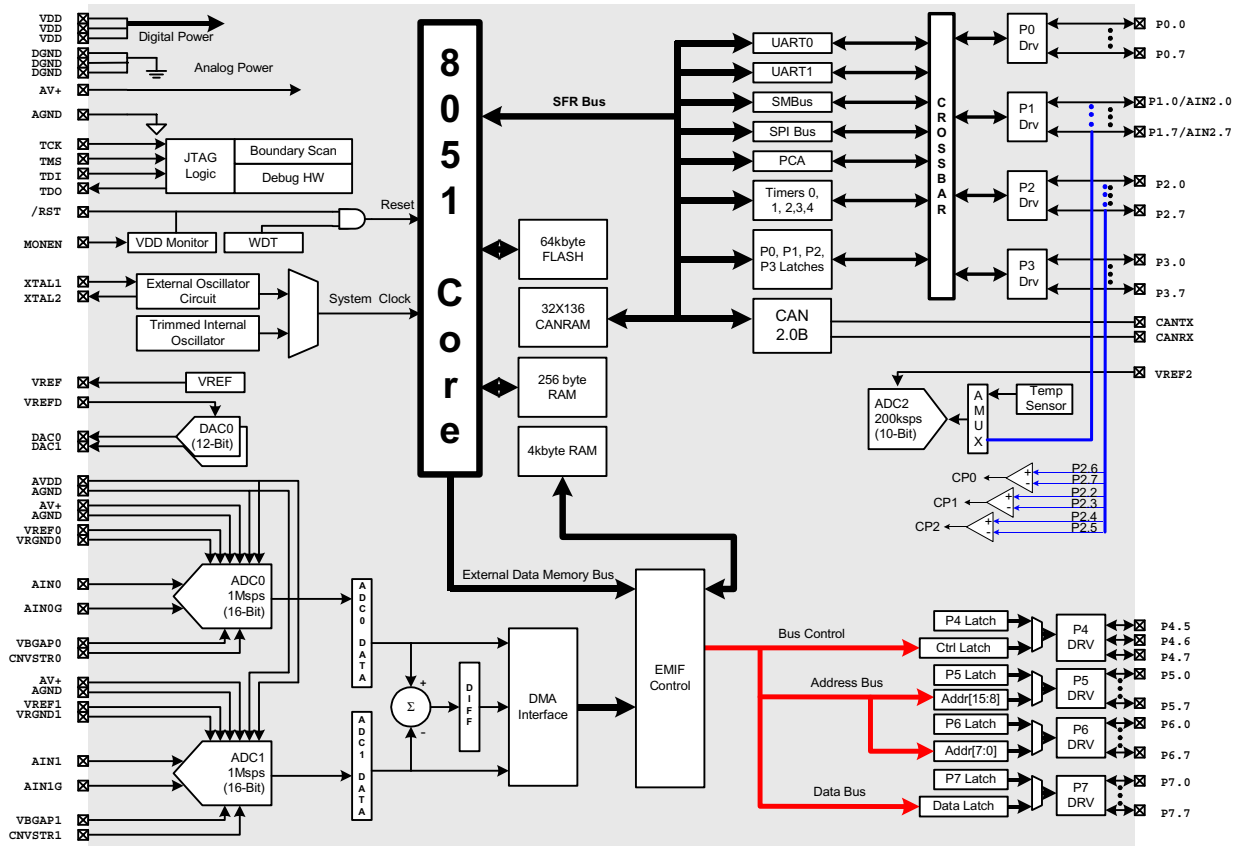 VDD
VDD
VDD
Digital Power
DGND
DGND
DGND
Analog Power
AV+
AGND
TCK
TMS
TDI
TDO
JTAG
Logic
Boundary Scan
Debug HW
/RST
Reset
MONEN
VDD Monitor
WDT
XTAL1
XTAL2
External Oscillator
Circuit
System Clock
Trimmed Internal
Oscillator
VREF
VREF
VREFD
DAC0
DAC1
DAC0
(12-Bit)
AVDD
AGND
AV+
AGND
VREF0
VRGND0
AIN0
AIN0G
ADC0
1Msps
(16-Bit)
VBGAP0
CNVSTR0
AV+
AGND
VREF1
VRGND1
AIN1
AIN1G
ADC1
1Msps
(16-Bit)
VBGAP1
CNVSTR1
ADC0 DATA
ADC1 DATA
+
Σ
-
DIFF
DMA
Interface
8051 Core
SFR Bus
64kbyte
FLASH
32X136
CANRAM
256 byte
RAM
4kbyte RAM
External Data Memory Bus
EMIF
Control
UART0
UART1
SMBus
SPI Bus
PCA
Timers 0,
1, 2,3,4
P0, P1, P2,
P3 Latches
CAN
2.0B
CROSSBAR
P0
Drv
P1
Drv
P2
Drv
P3
Drv
P0.0
P0.7
P1.0/AIN2.0
P1.7/AIN2.7
P2.0
P2.7
P3.0
P3.7
CANTX
CANRX
VREF2
ADC2
200ksps
(10-Bit)
AMUX
Temp
Sensor
CP0
+
-
P2.6
P2.7
CP1
+
-
P2.2
P2.3
CP2
+
-
P2.4
P2.5
Bus Control
Address Bus
Data Bus
P4 Latch
Ctrl Latch
P5 Latch
Addr[15:8]
P6 Latch
Addr[7:0]
P7 Latch
Data Latch
P4
DRV
P5
DRV
P6
DRV
P7
DRV
P4.5
P4.6
P4.7
P5.0
P5.7
P6.0
P6.7
P7.0
P7.7